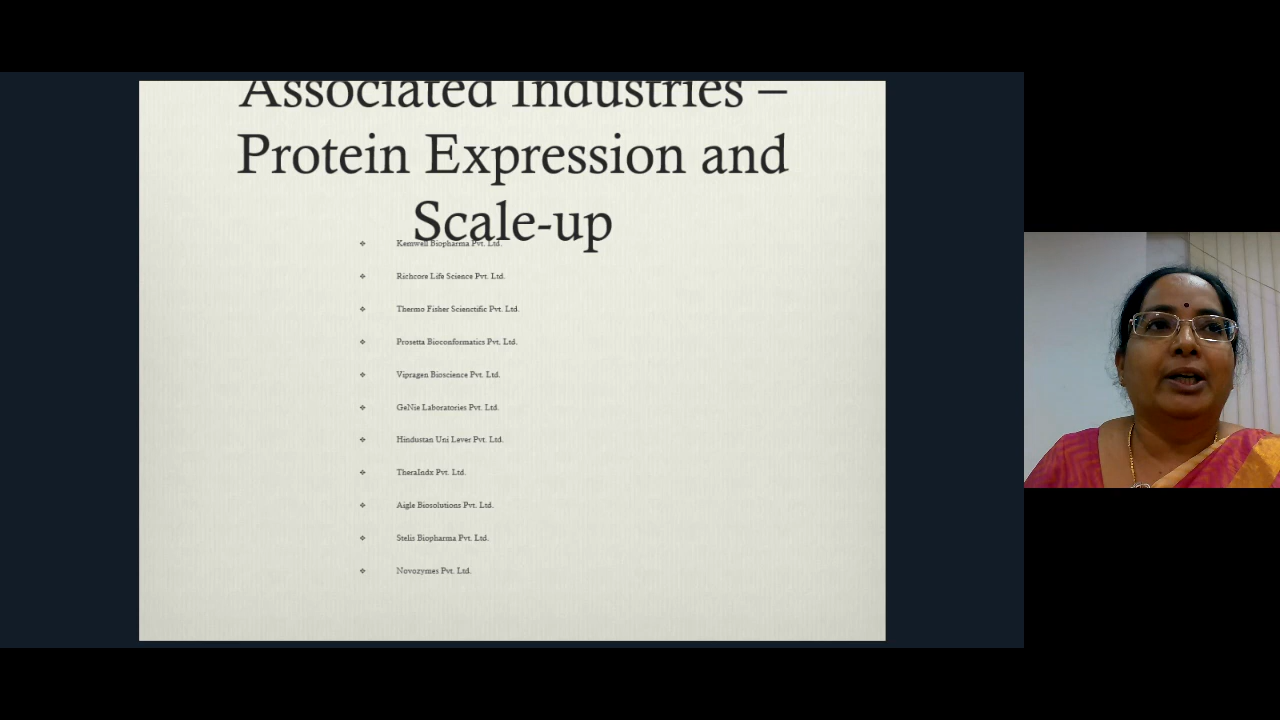 Associated Industries –
Protein Expression and
Scale-up
❖ Kemwell Biopharma Pvt. Ltd.
❖ Richcore Life Science Pvt. Ltd.
❖ Thermo Fisher Scienctific Pvt. Ltd.
❖ Prosetta Bioconformatics Pvt. Ltd.
❖ Vipragen Bioscience Pvt. Ltd.
❖ GeNie Laboratories Pvt. Ltd.
❖ Hindustan Uni Lever Pvt. Ltd.
❖ TheraIndx Pvt. Ltd.
❖ Aigle Biosolutions Pvt. Ltd.
❖ Stelis Biopharma Pvt. Ltd.
❖ Novozymes Pvt. Ltd.